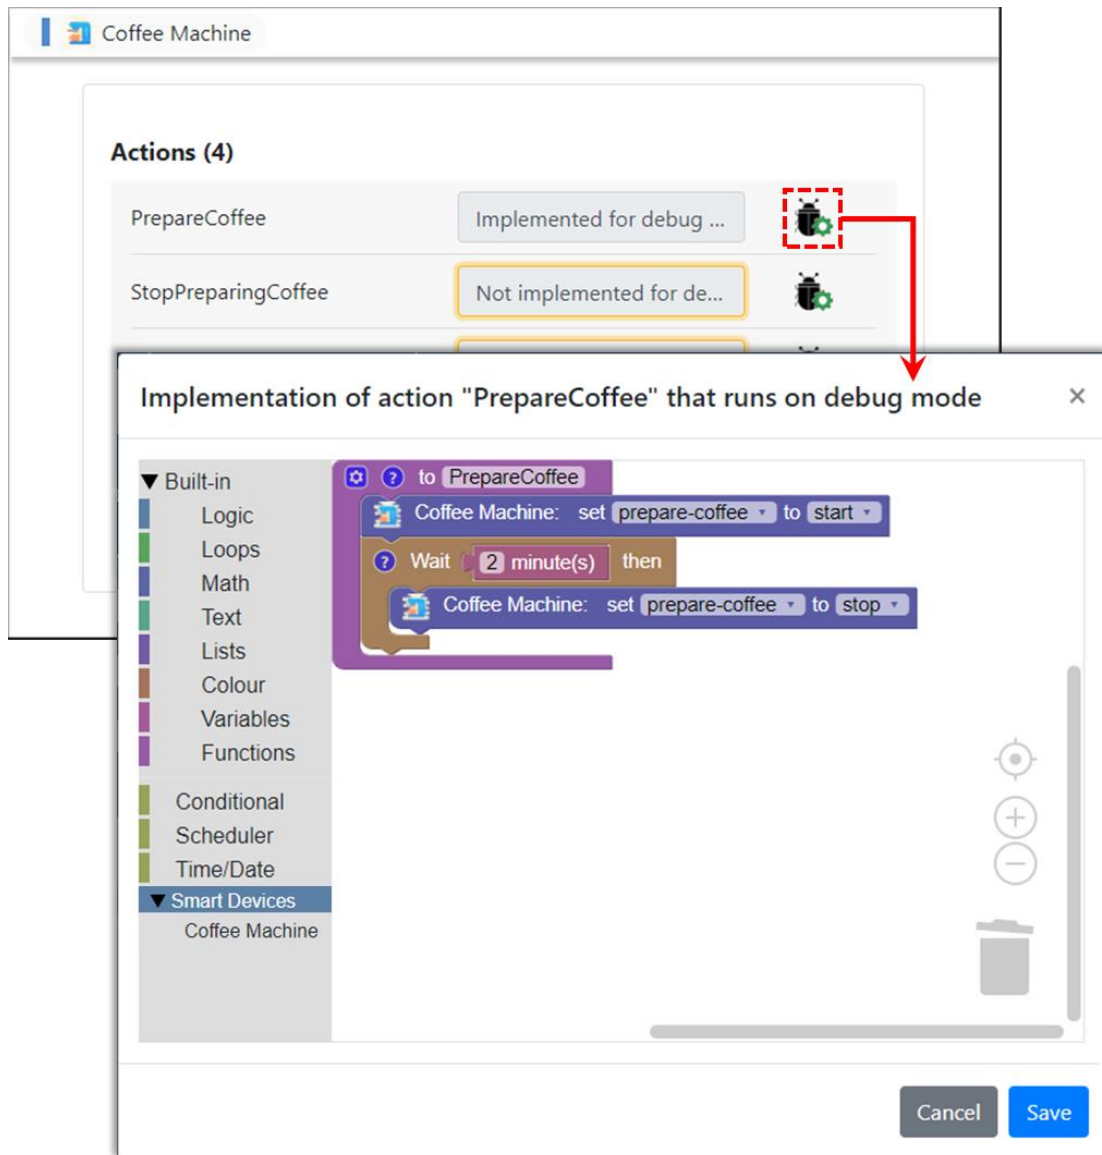 Coffee Machine
Actions (4)
PrepareCoffee Implemented for debug ...
StopPreparingCoffee Not implemented for de...
Implementation of action "PrepareCoffee" that runs on debug mode ×
▼ Built-in
Logic
Loops
Math
Text
Lists
Colour
Variables
Functions
Conditional
Scheduler
Time/Date
▼ Smart Devices
Coffee Machine
? to PrepareCoffee
Coffee Machine: set prepare-coffee to start
? Wait 2 minute(s) then
Coffee Machine: set prepare-coffee to stop
Cancel Save